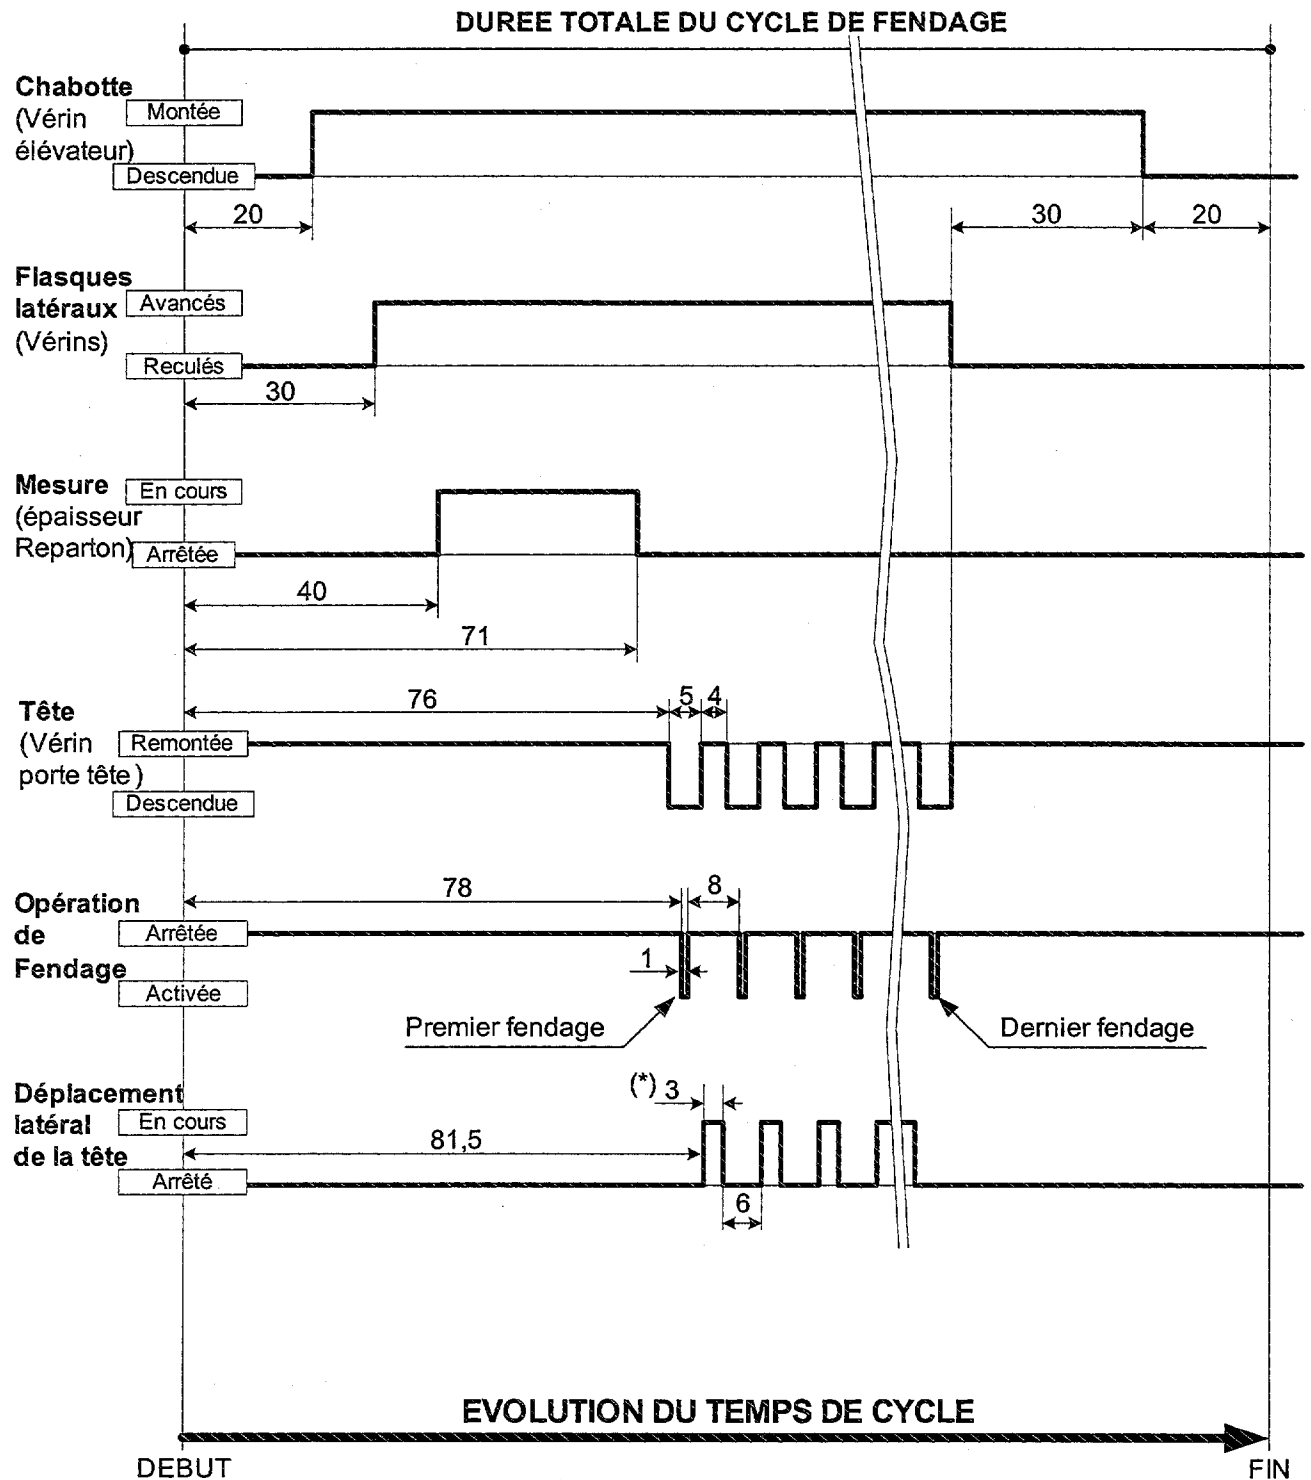 DUREE TOTALE DU CYCLE DE FENDAGE
Chabotte
(Vérin
élévateur)
Montée
Descendue
20
30
20
Flasques
latéraux
(Vérins)
Avancés
Reculés
30
Mesure
(épaisseur
Reparton)
En cours
Arrêtée
40
71
Tête
(Vérin
porte tête)
Remontée
Descendue
76
5
4
Opération
de
Fendage
Arrêtée
Activée
78
8
1
Premier fendage
Dernier fendage
Déplacement
latéral
de la tête
En cours
Arrêté
(*) 3
81,5
6
EVOLUTION DU TEMPS DE CYCLE
DEBUT
FIN